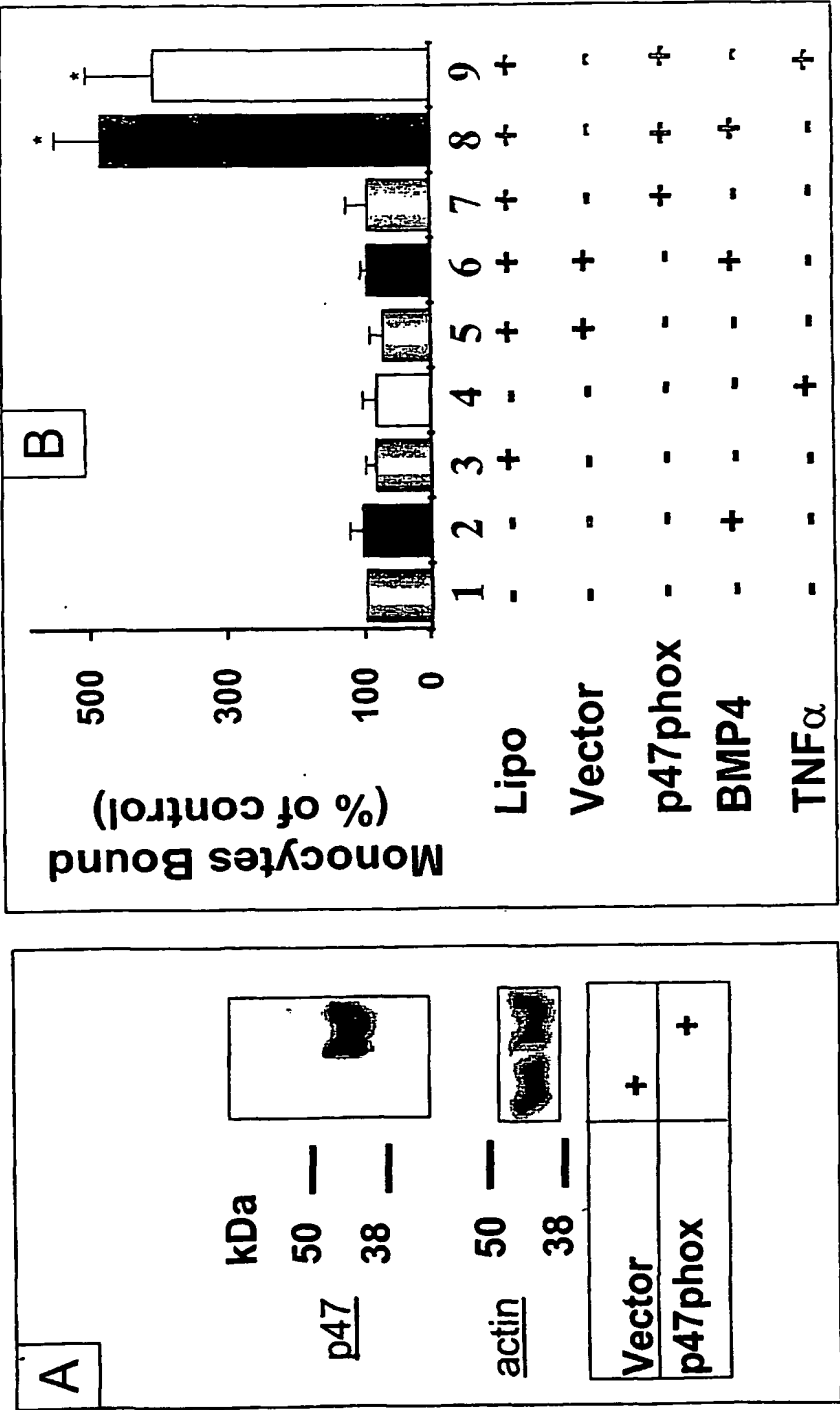 A
kDa
p47
50
38
actin
50
38
Vector +
p47phox +
B
Monocytes Bound
(% of control)
500
300
100
0
* *
1 2 3 4 5 6 7 8 9
Lipo - - + - + + + + +
Vector - - - - + + - - -
p47phox - - - - - - + + +
BMP4 - + - - - + - + -
TNFα - - - + - - - - +